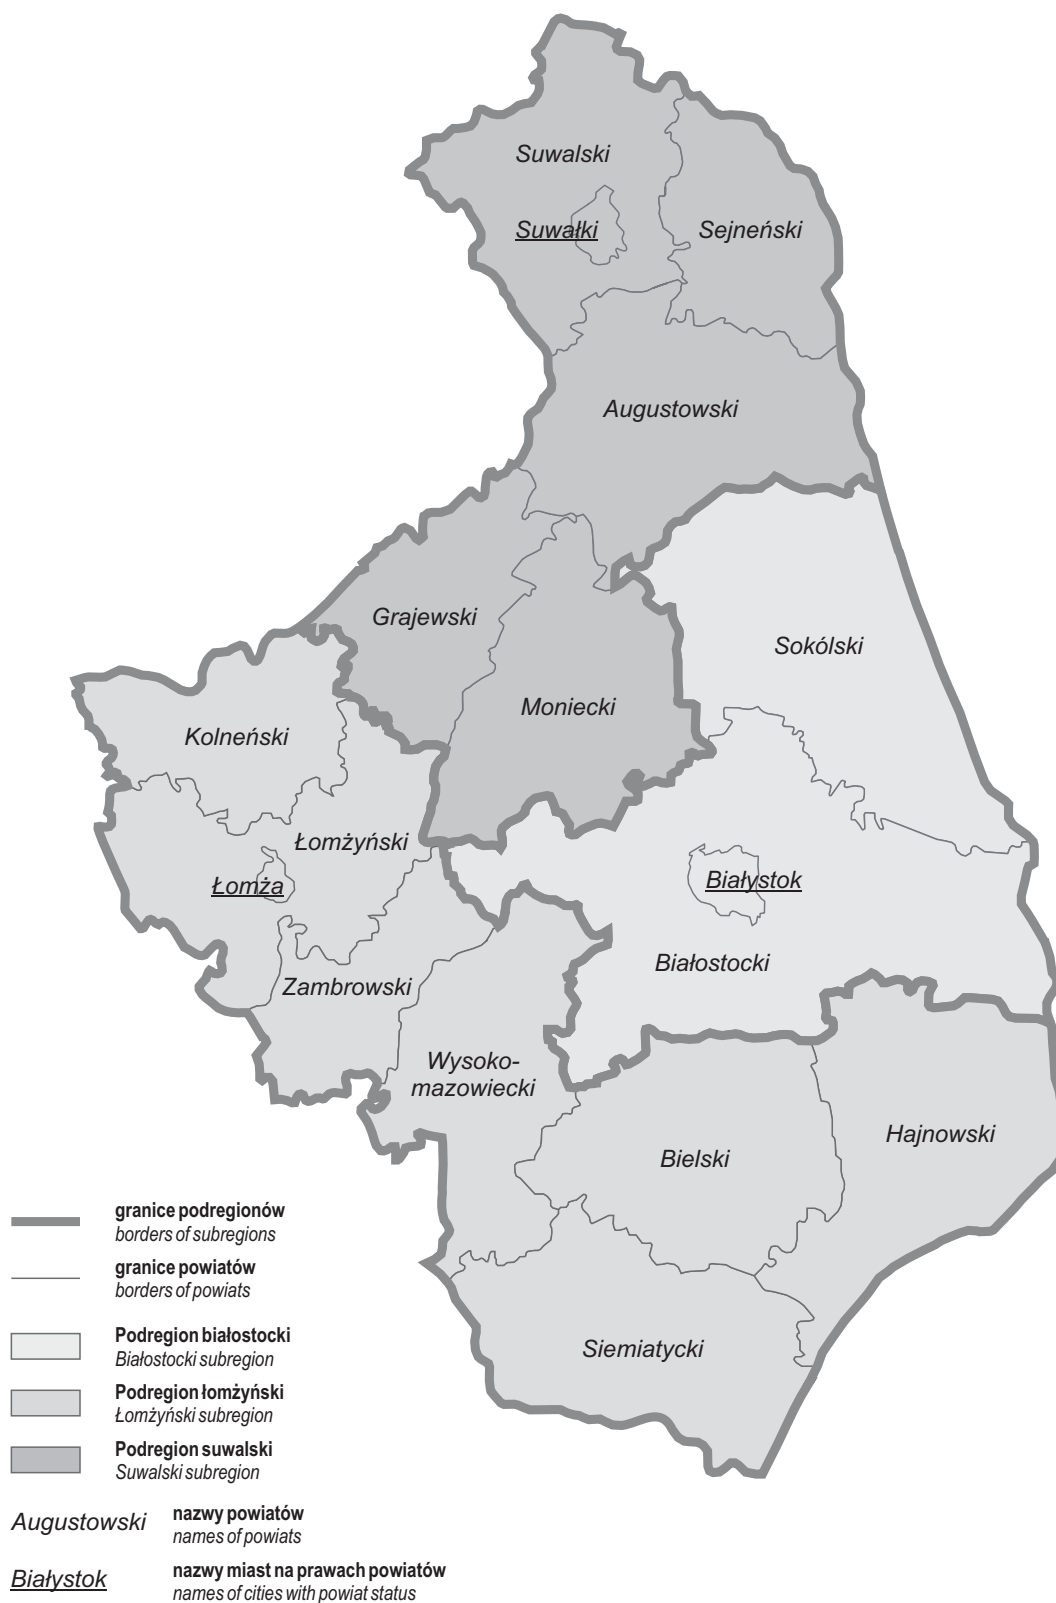 Suwalski
Suwałki
Sejneński
Augustowski
Grajewski
Sokólski
Moniecki
Kolneński
Łomżyński
Łomża
Białystok
Białostocki
Zambrowski
Wysoko-
mazowiecki
Hajnowski
Bielski
Siemiatycki
granice podregionów
borders of subregions
granice powiatów
borders of powiats
Podregion białostocki
Białostocki subregion
Podregion łomżyński
Łomżyński subregion
Podregion suwalski
Suwalski subregion
Augustowski
nazwy powiatów
names of powiats
Białystok
nazwy miast na prawach powiatów
names of cities with powiat status